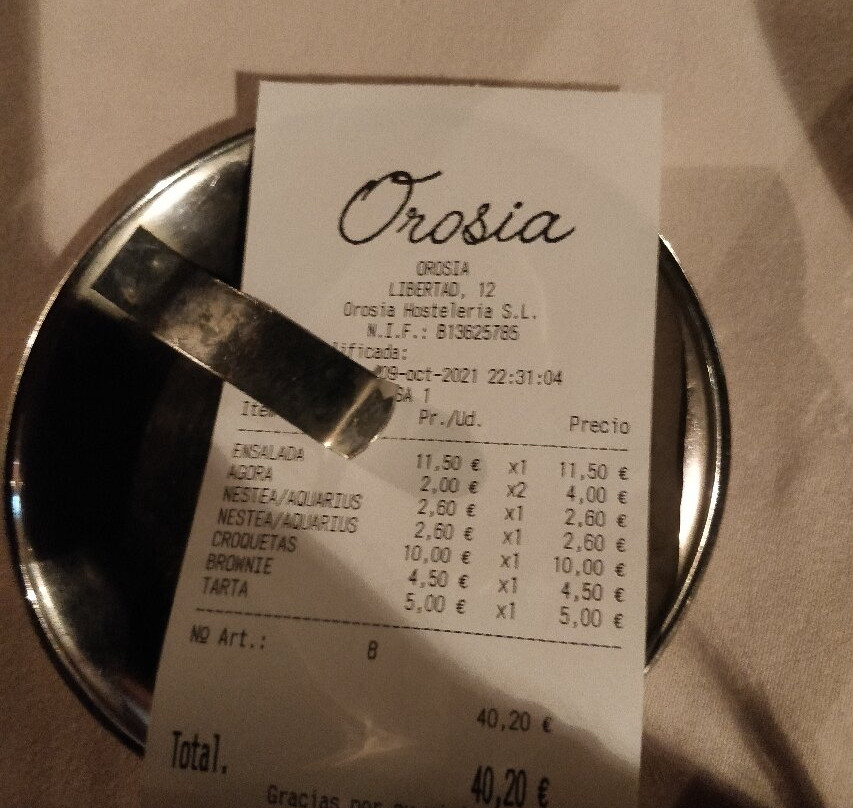 Orosia
OROSIA
LIBERTAD, 12
Orosia Hosteleria S.L.
N.I.F.: B13625785
ificada:
09-oct-2021 22:31:04
SA 1
Ite Pr./Ud. Precio
ENSALADA 11,50 € x1 11,50 €
AGORA 2,00 € x2 4,00 €
NESTEA/AQUARIUS 2,60 € x1 2,60 €
NESTEA/AQUARIUS 2,60 € x1 2,60 €
CROQUETAS 10,00 € x1 10,00 €
BROWNIE 4,50 € x1 4,50 €
TARTA 5,00 € x1 5,00 €
Nº Art.: 8
40,20 €
Total. 40,20 €
Gracias por